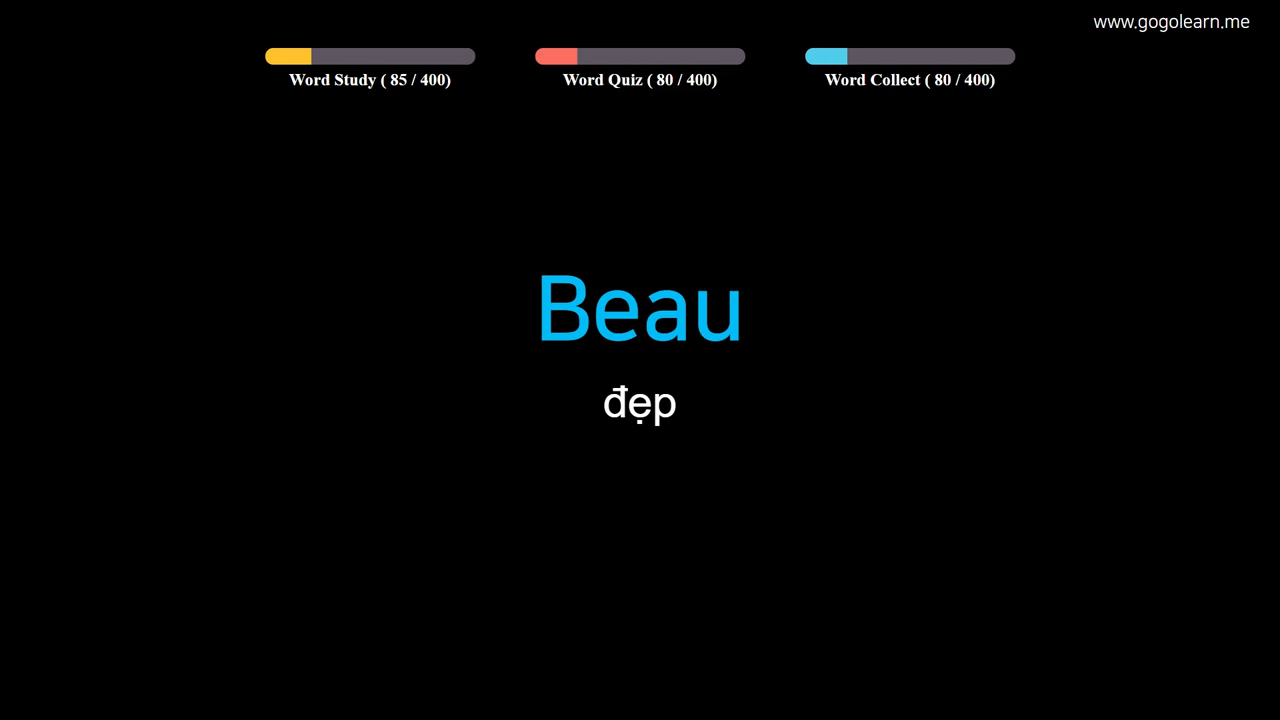 www.gogolearn.me
Word Study ( 85 / 400)
Word Quiz ( 80 / 400)
Word Collect ( 80 / 400)
Beau
đẹp